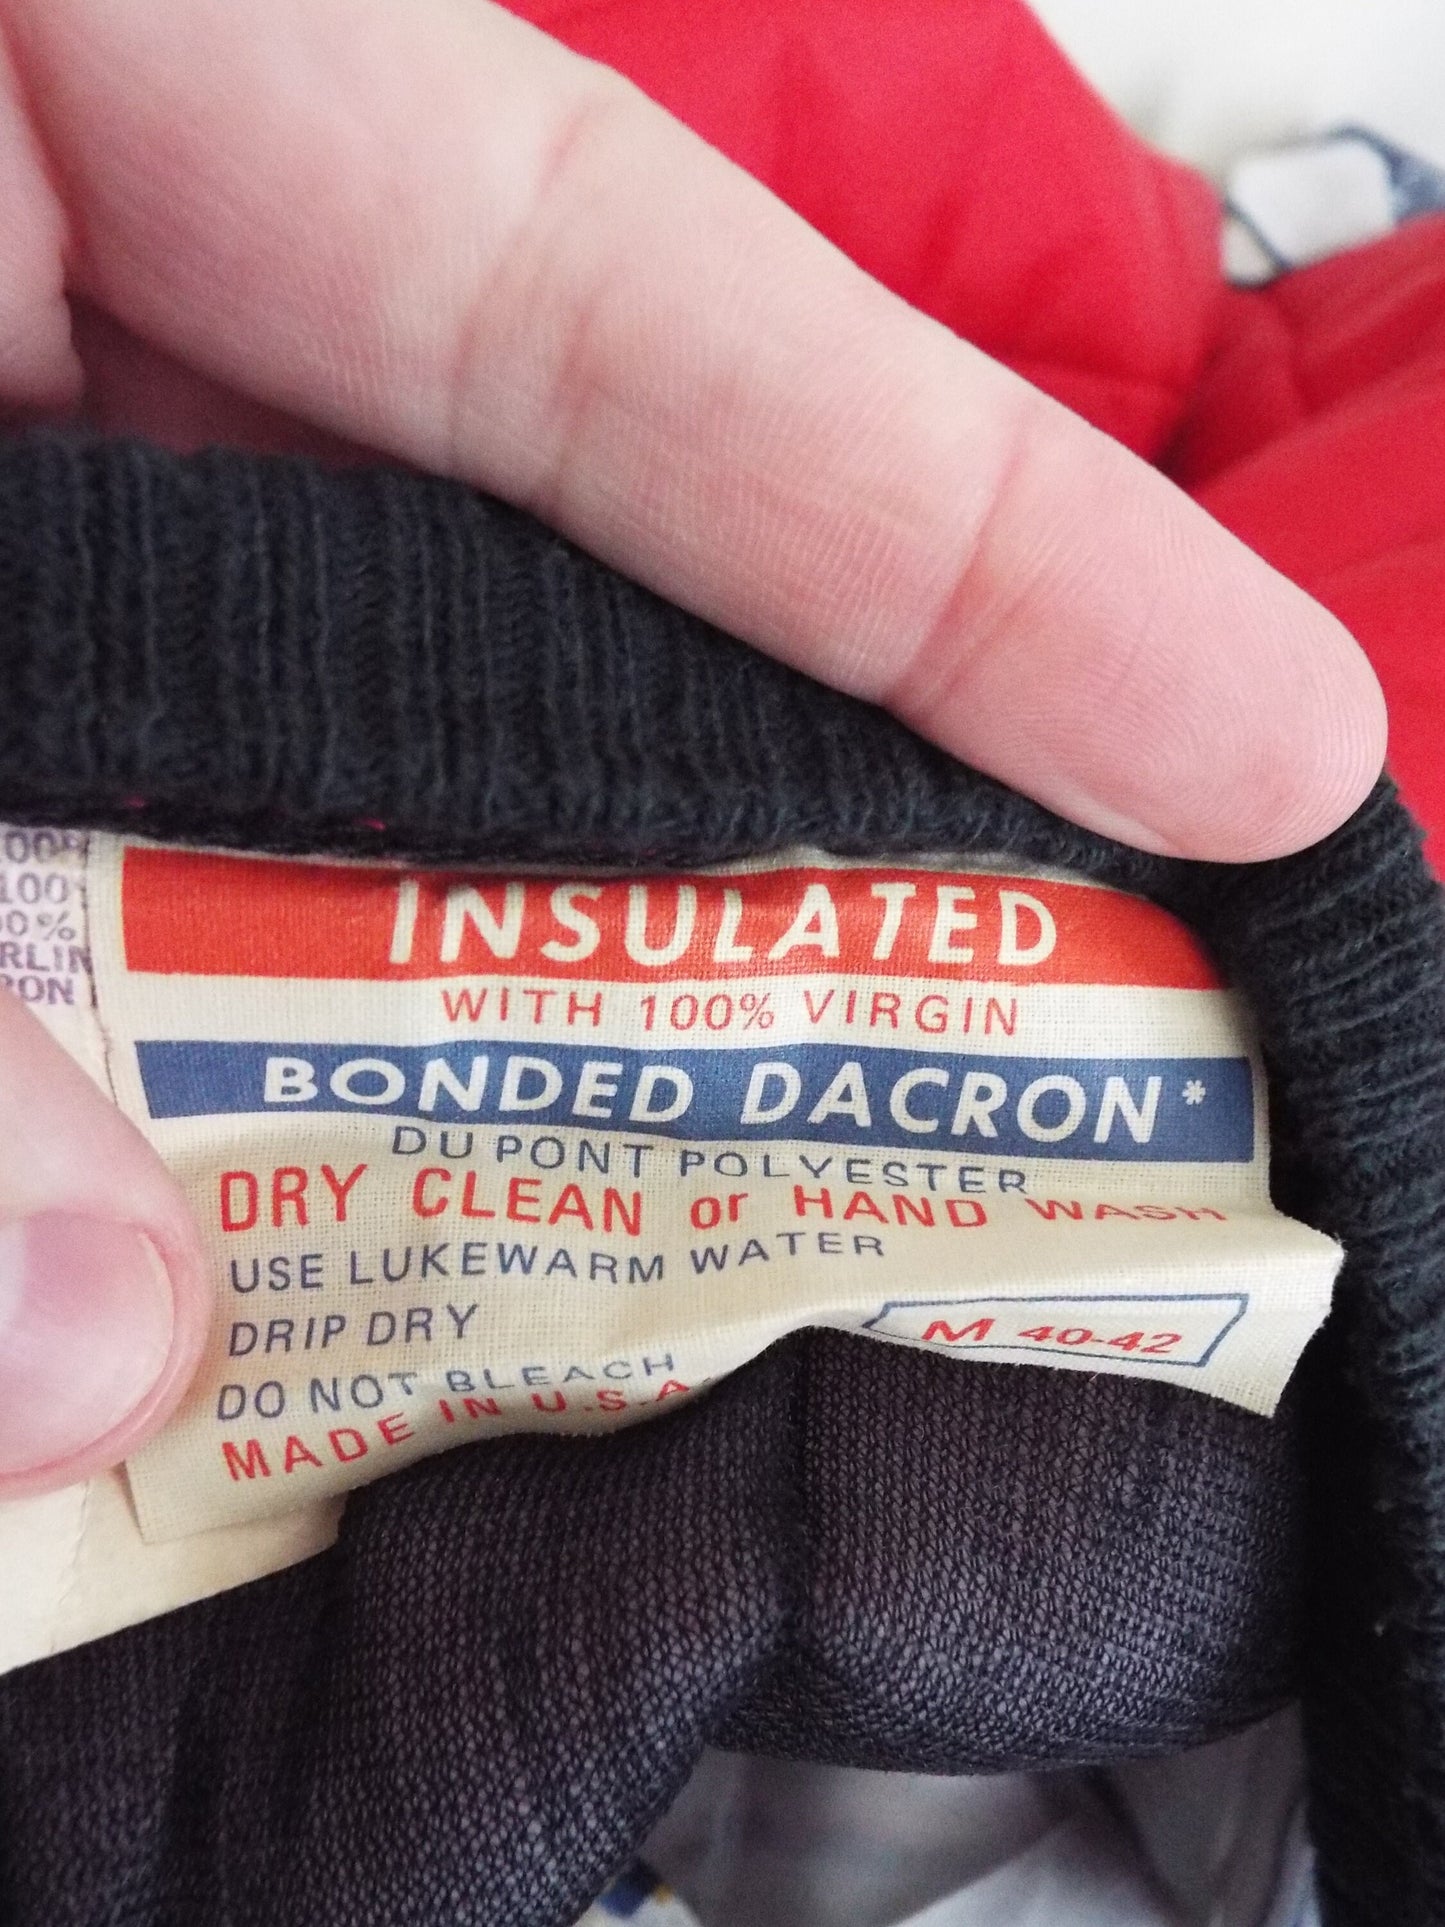 100%
INSULATED
WITH 100% VIRGIN
BONDED DACRON*
DU PONT POLYESTER
DRY CLEAN or HAND WASH
USE LUKEWARM WATER
DRIP DRY
DO NOT BLEACH
M 40-42
MADE IN U.S.A.